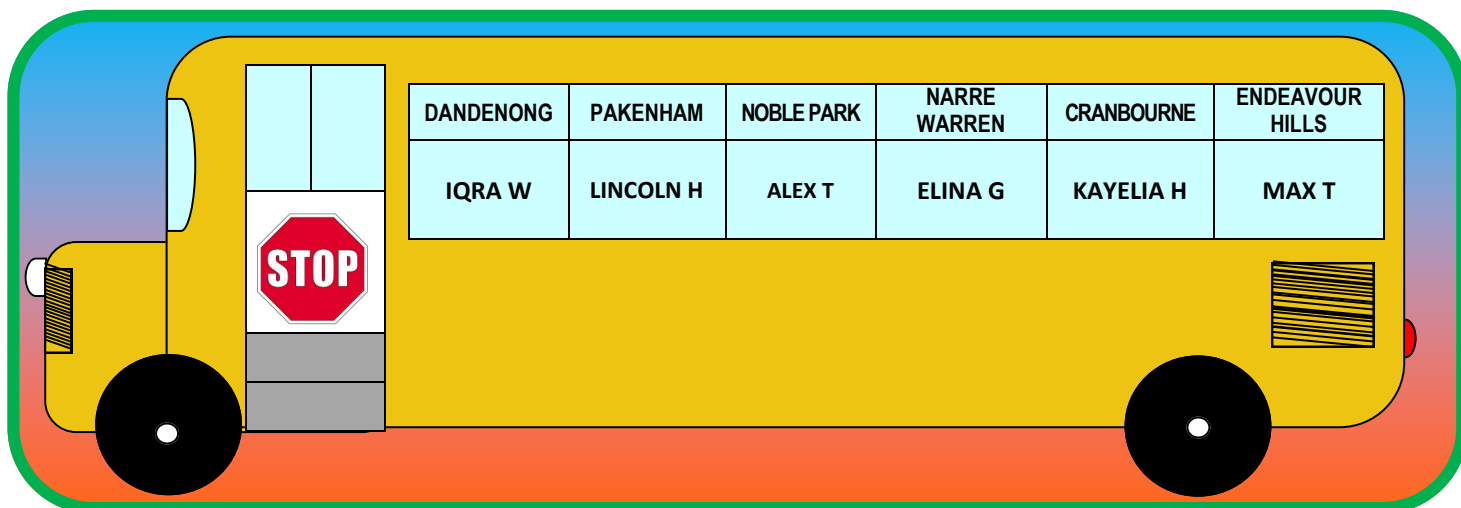 DANDENONG PAKENHAM NOBLE PARK NARRE WARREN CRANBOURNE ENDEAVOUR HILLS
IQRA W LINCOLN H ALEX T ELINA G KAYELIA H MAX T
STOP